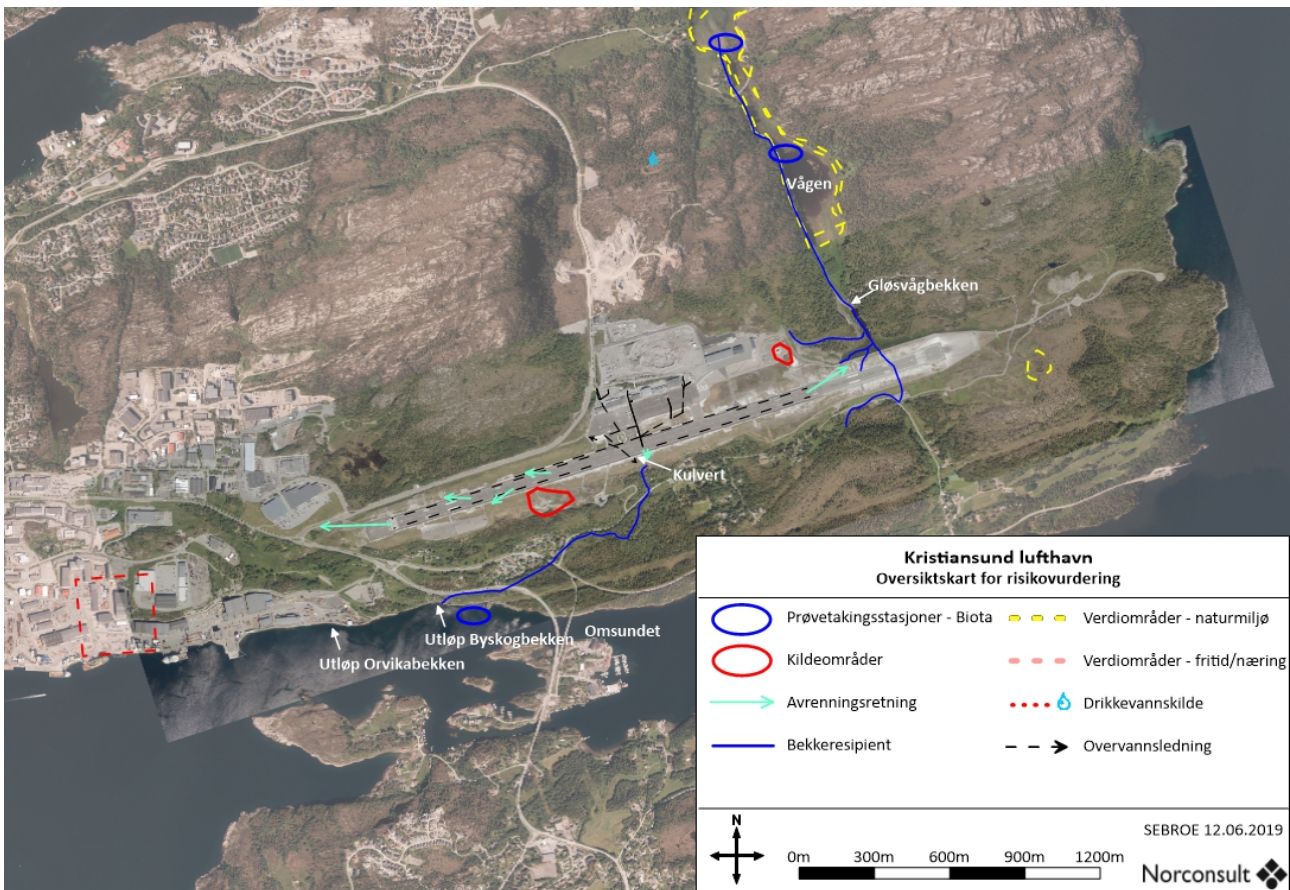 Vågen
Gløsvågbekken
Kulvert
Utløp Byskogbekken
Omsundet
Utløp Orvikabekken
Kristiansund lufthavn
Oversiktskart for risikovurdering
Prøvetakingsstasjoner - Biota
Verdiområder - naturmiljø
Kildeområder
Verdiområder - fritid/næring
Avrenningsretning
Drikkevannskilde
Bekkeresipient
Overvannsledning
N
SEBROE 12.06.2019
0m 300m 600m 900m 1200m
Norconsult